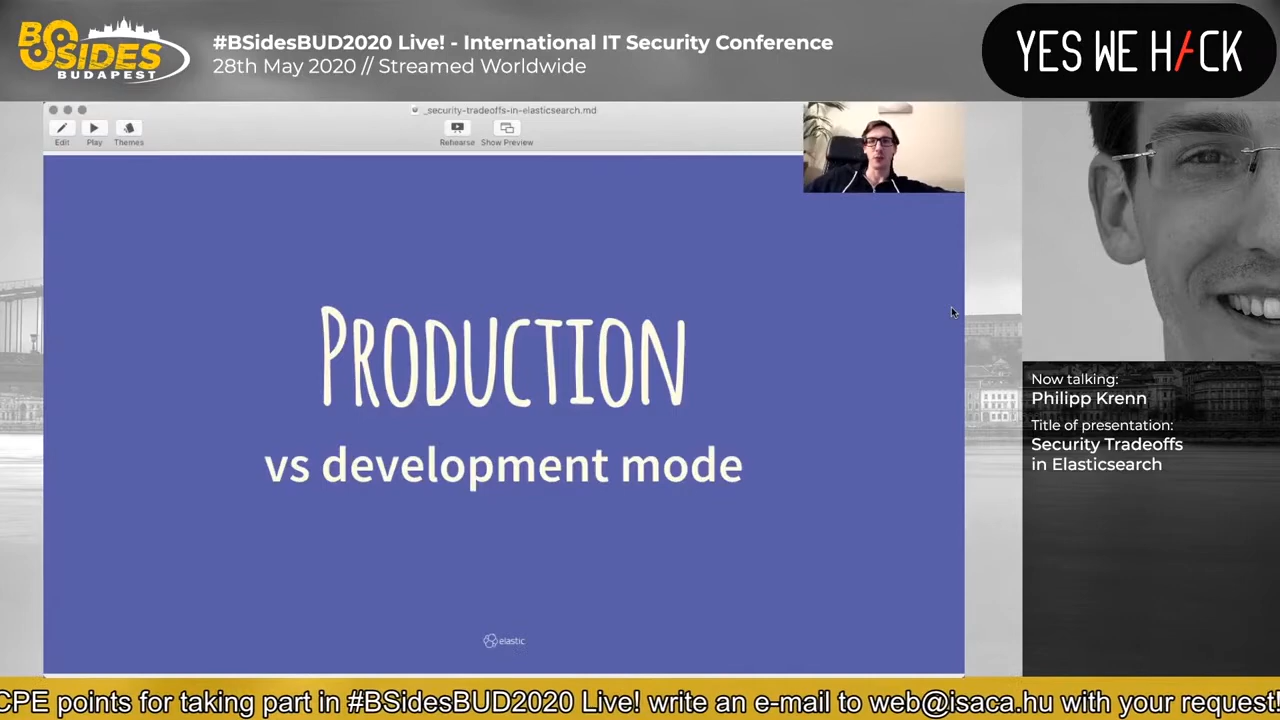 BSIDES
BUDAPEST
#BSidesBUD2020 Live! - International IT Security Conference
28th May 2020 // Streamed Worldwide
YES WE H/CK
_security-tradeoffs-in-elasticsearch.md
Edit Play Themes
Rehearse Show Preview
PRODUCTION
vs development mode
elastic
Now talking:
Philipp Krenn
Title of presentation:
Security Tradeoffs
in Elasticsearch
CPE points for taking part in #BSidesBUD2020 Live! write an e-mail to web@isaca.hu with your request!